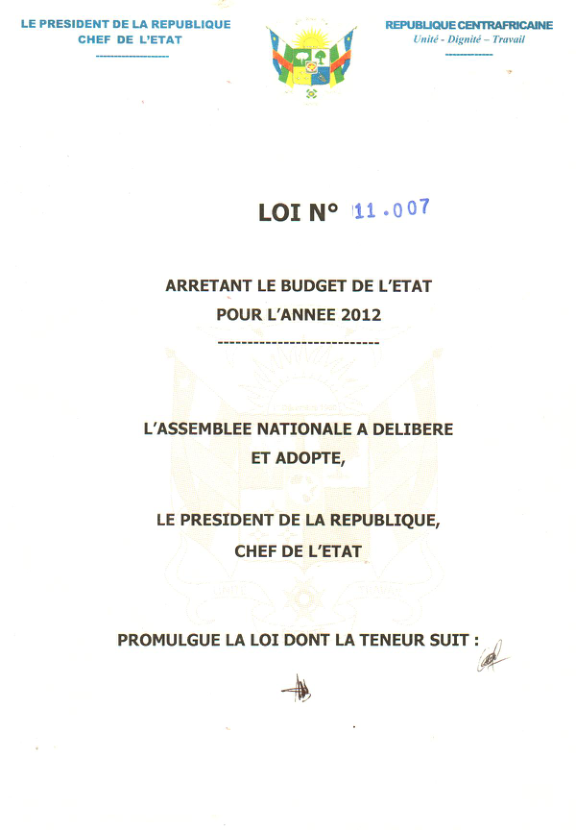 LE PRESIDENT DE LA REPUBLIQUE
CHEF DE L'ETAT
--------------------
REPUBLIQUE CENTRAFRICAINE
Unité - Dignité – Travail
-------------
LOI N° 11.007
ARRETANT LE BUDGET DE L'ETAT
POUR L'ANNEE 2012
---------------------------
L'ASSEMBLEE NATIONALE A DELIBERE
ET ADOPTE,
LE PRESIDENT DE LA REPUBLIQUE,
CHEF DE L'ETAT
PROMULGUE LA LOI DONT LA TENEUR SUIT :